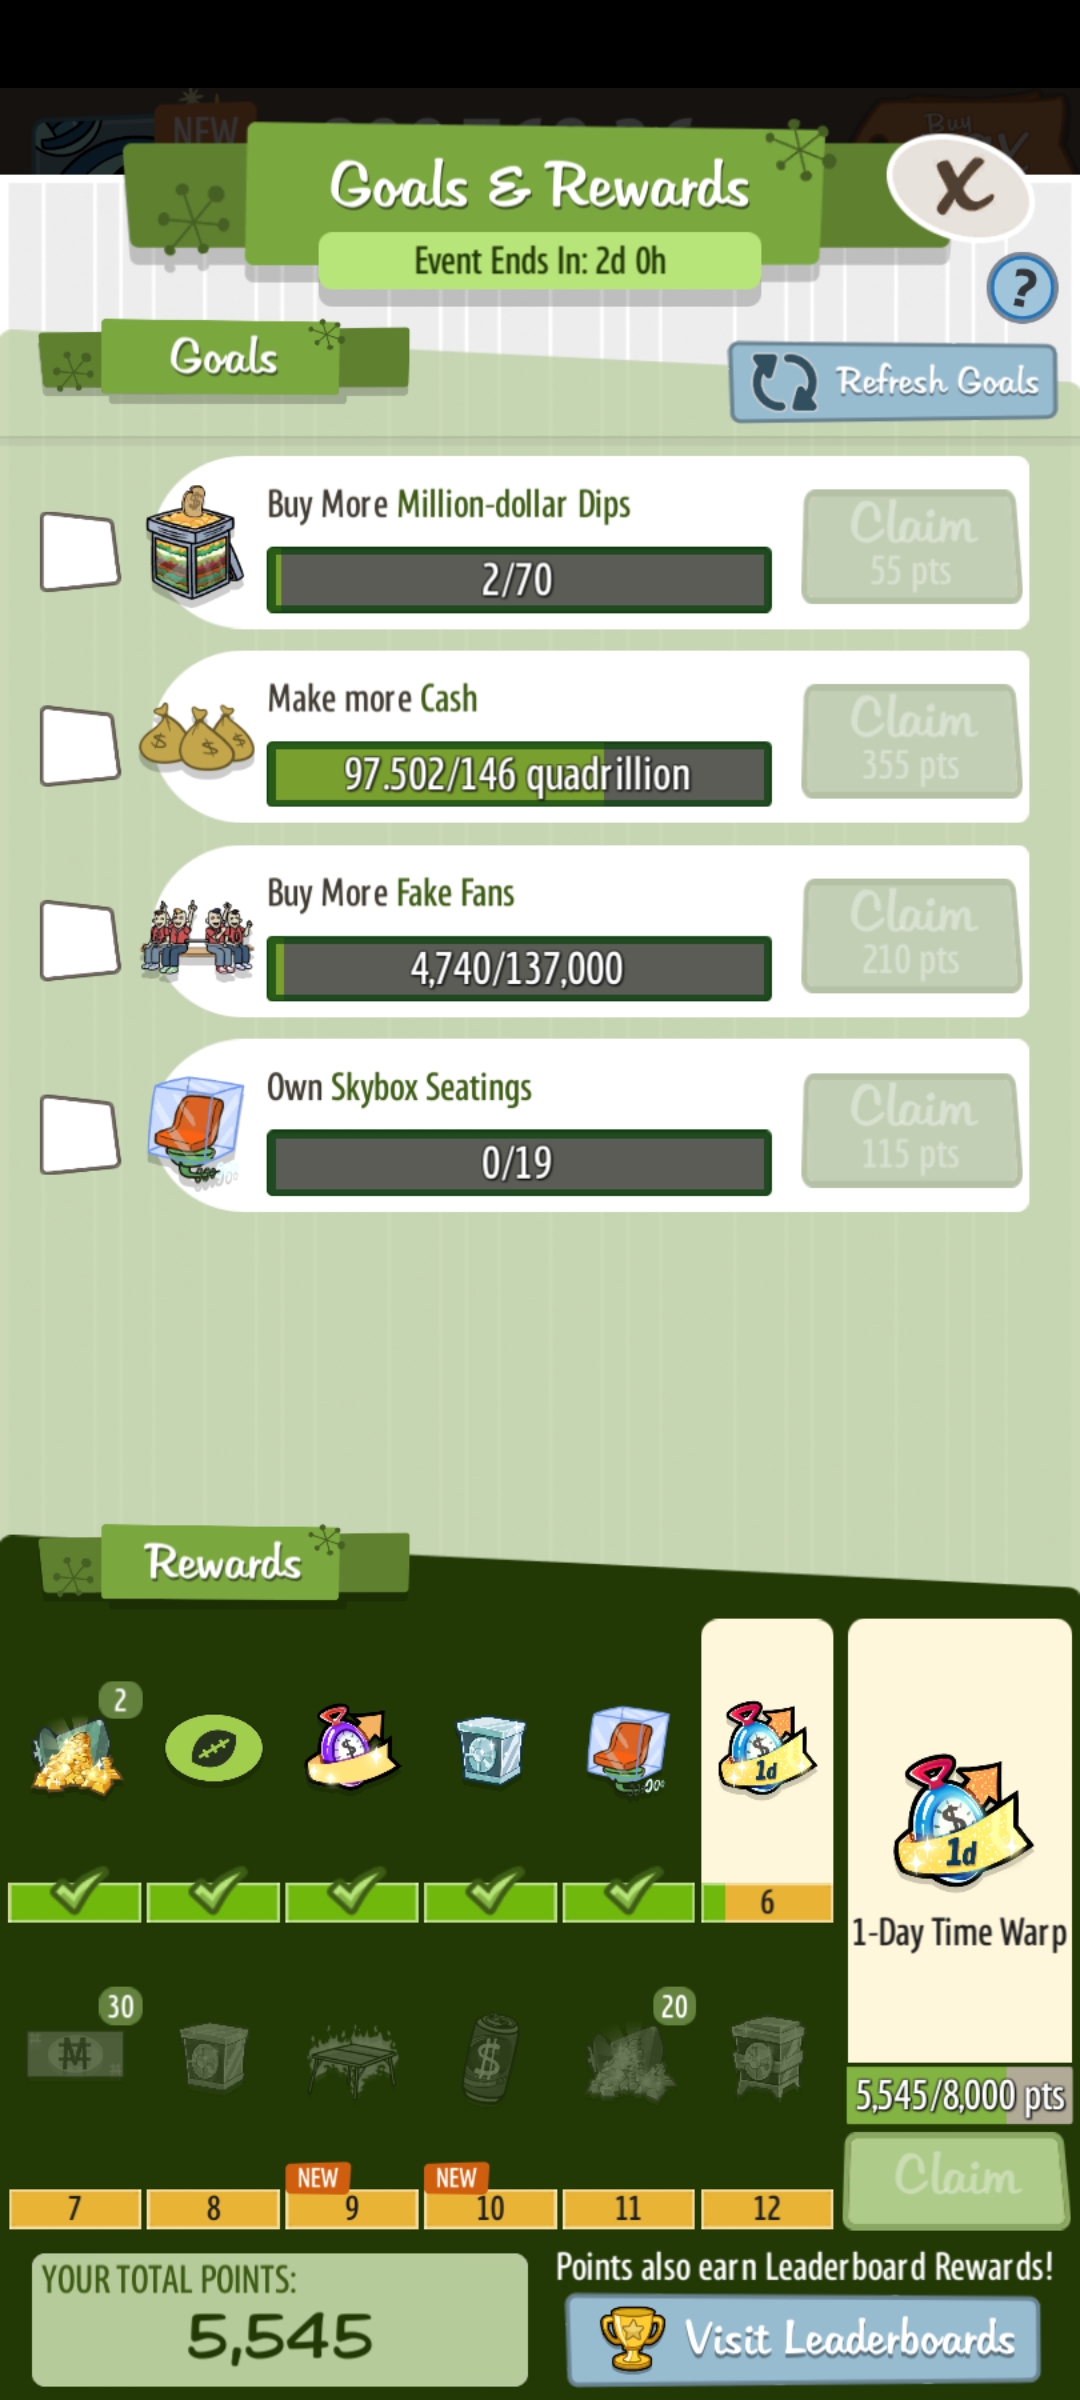 NEW
Buy
Goals & Rewards
X
Event Ends In: 2d 0h
?
Goals
Refresh Goals
Buy More Million-dollar Dips
2/70
Claim
55 pts
Make more Cash
97.502/146 quadrillion
Claim
355 pts
Buy More Fake Fans
4,740/137,000
Claim
210 pts
Own Skybox Seatings
0/19
Claim
115 pts
Rewards
2
1d
1d
6
1-Day Time Warp
30
20
5,545/8,000 pts
NEW
NEW
Claim
7
8
9
10
11
12
YOUR TOTAL POINTS:
5,545
Points also earn Leaderboard Rewards!
Visit Leaderboards